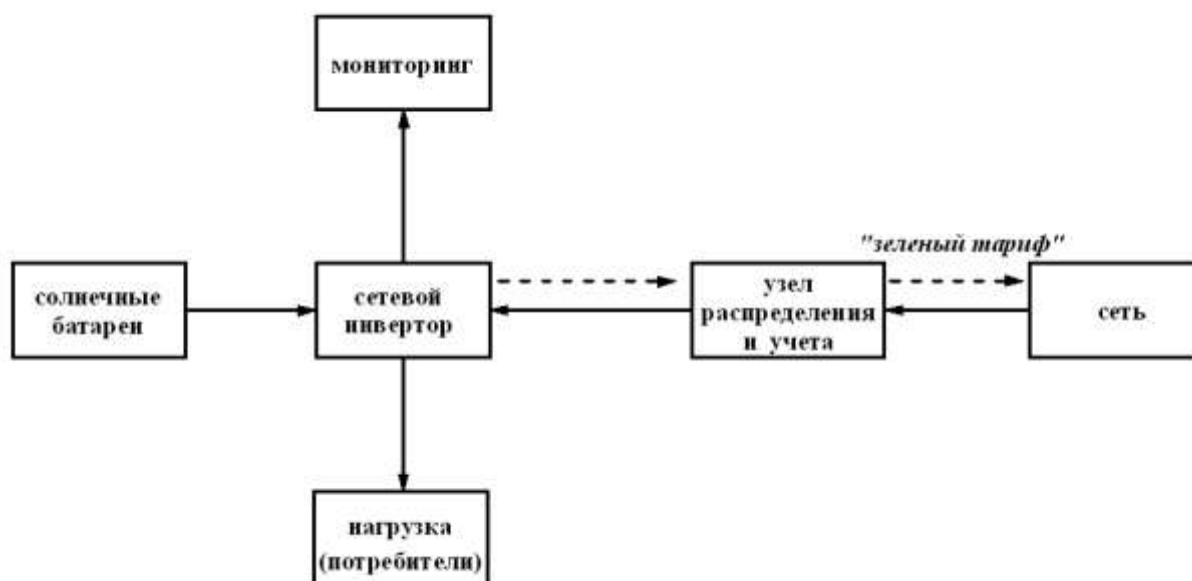 мониторинг
"зеленый тариф"
солнечные
батареи
сетевой
инвертор
узел
распределения
и учета
сеть
нагрузка
(потребители)